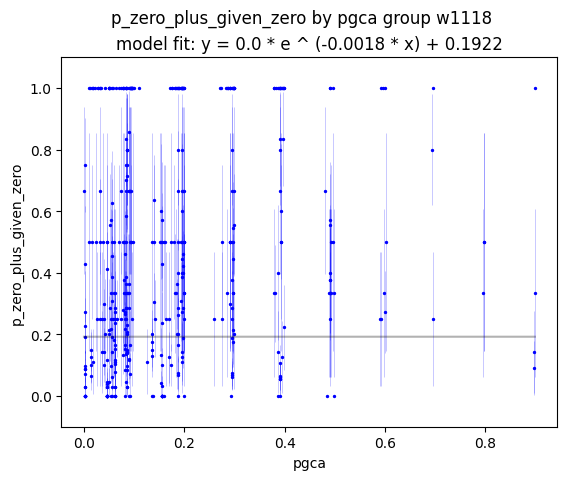 p_zero_plus_given_zero by pgca group w1118
model fit: y = 0.0 * e ^ (-0.0018 * x) + 0.1922
1.0
0.8
0.6
0.4
0.2
0.0
p_zero_plus_given_zero
0.0 0.2 0.4 0.6 0.8
pgca